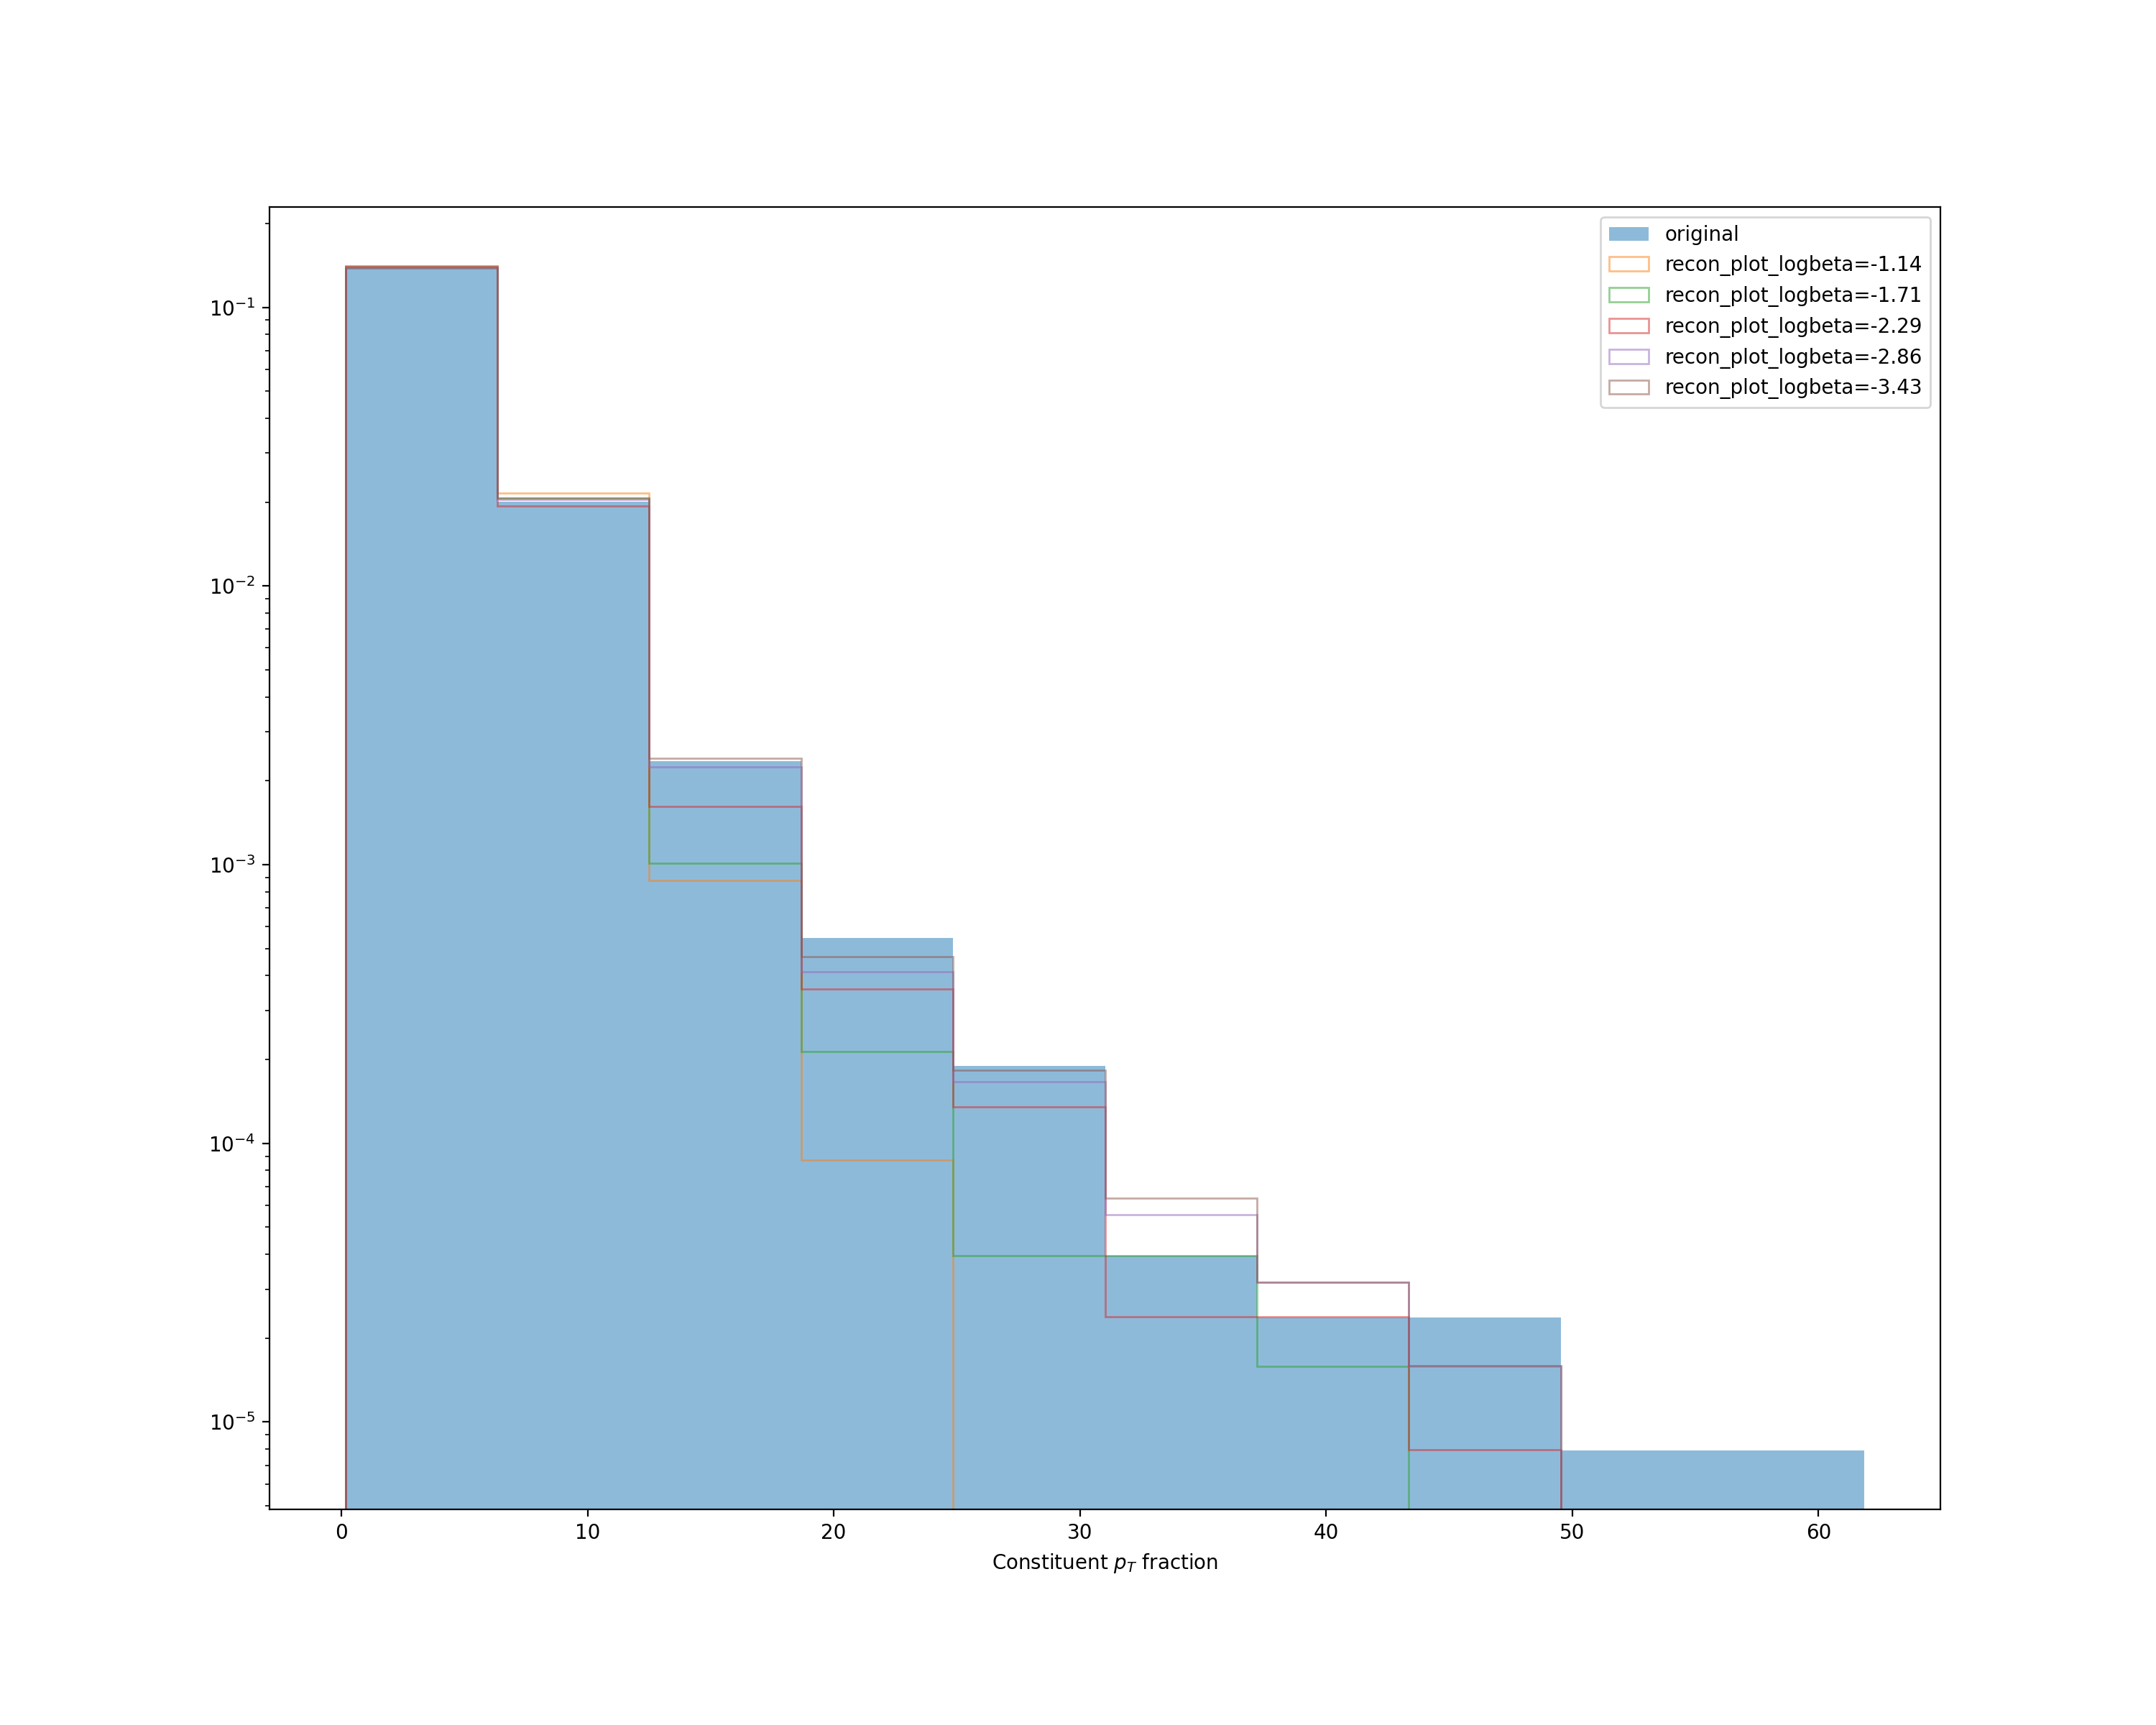 original
recon_plot_logbeta=-1.14
recon_plot_logbeta=-1.71
recon_plot_logbeta=-2.29
recon_plot_logbeta=-2.86
recon_plot_logbeta=-3.43
10⁻¹
10⁻²
10⁻³
10⁻⁴
10⁻⁵
0 10 20 30 40 50 60
Constituent p_T fraction